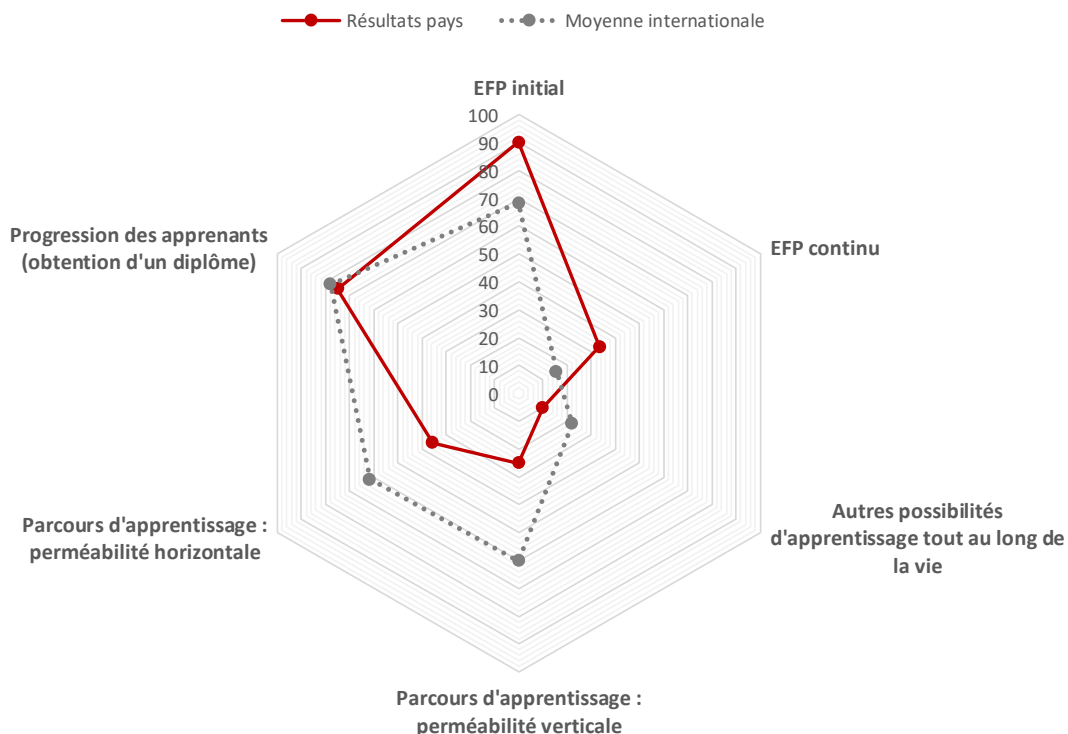 Résultats pays
Moyenne internationale
EFP initial
100
90
80
70
60
50
40
30
20
10
0
EFP continu
Autres possibilités
d'apprentissage tout au long de
la vie
Parcours d'apprentissage :
perméabilité verticale
Parcours d'apprentissage :
perméabilité horizontale
Progression des apprenants
(obtention d'un diplôme)